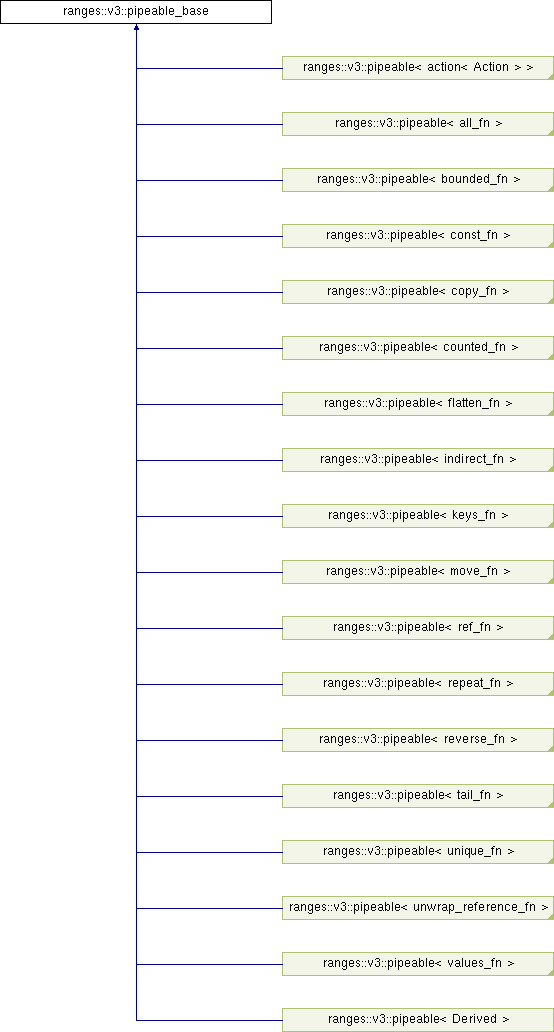 ranges::v3::pipeable_base
ranges::v3::pipeable< action< Action > >
ranges::v3::pipeable< all_fn >
ranges::v3::pipeable< bounded_fn >
ranges::v3::pipeable< const_fn >
ranges::v3::pipeable< copy_fn >
ranges::v3::pipeable< counted_fn >
ranges::v3::pipeable< flatten_fn >
ranges::v3::pipeable< indirect_fn >
ranges::v3::pipeable< keys_fn >
ranges::v3::pipeable< move_fn >
ranges::v3::pipeable< ref_fn >
ranges::v3::pipeable< repeat_fn >
ranges::v3::pipeable< reverse_fn >
ranges::v3::pipeable< tail_fn >
ranges::v3::pipeable< unique_fn >
ranges::v3::pipeable< unwrap_reference_fn >
ranges::v3::pipeable< values_fn >
ranges::v3::pipeable< Derived >